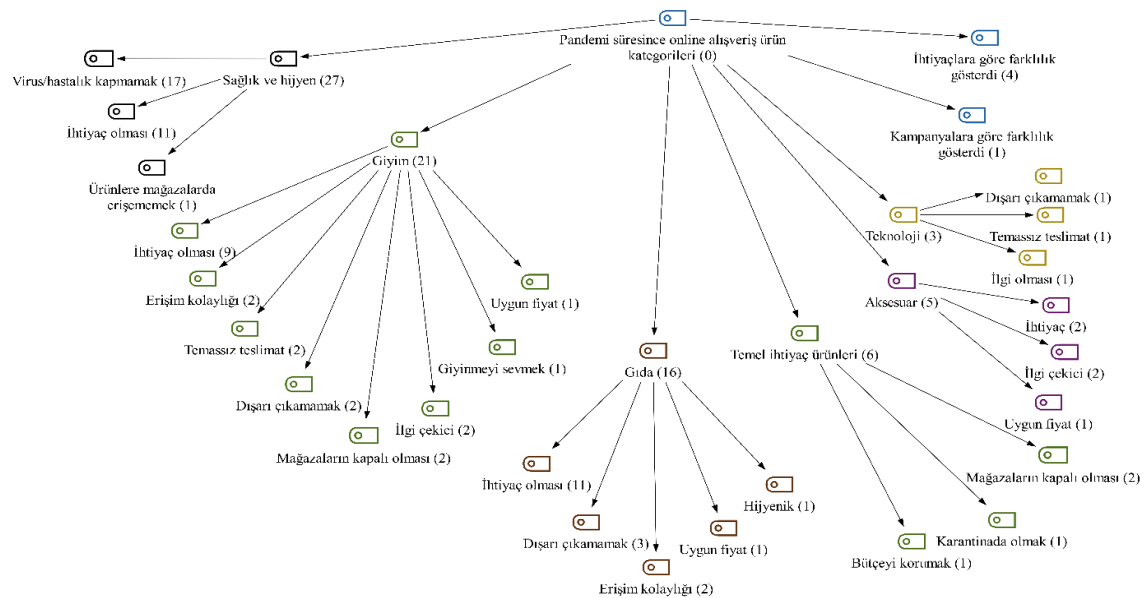 Pandemi süresince online alışveriş ürün
kategorileri (0)
İhtiyaçlara göre farklılık
gösterdi (4)
Virus/hastalık kapmamak (17)
Sağlık ve hijyen (27)
İhtiyaç olması (11)
Ürünlere mağazalarda
erişememek (1)
Kampanyalara göre farklılık
gösterdi (1)
Giyim (21)
İhtiyaç olması (9)
Erişim kolaylığı (2)
Temassız teslimat (2)
Dışarı çıkamamak (2)
Mağazaların kapalı olması (2)
İlgi çekici (2)
Giyinmeyi sevmek (1)
Uygun fiyat (1)
Gıda (16)
İhtiyaç olması (11)
Dışarı çıkamamak (3)
Erişim kolaylığı (2)
Uygun fiyat (1)
Hijyenik (1)
Temel ihtiyaç ürünleri (6)
Bütçeyi korumak (1)
Karantinada olmak (1)
Mağazaların kapalı olması (2)
Aksesuar (5)
İhtiyaç (2)
İlgi çekici (2)
Uygun fiyat (1)
Teknoloji (3)
Dışarı çıkamamak (1)
Temassız teslimat (1)
İlgi olması (1)